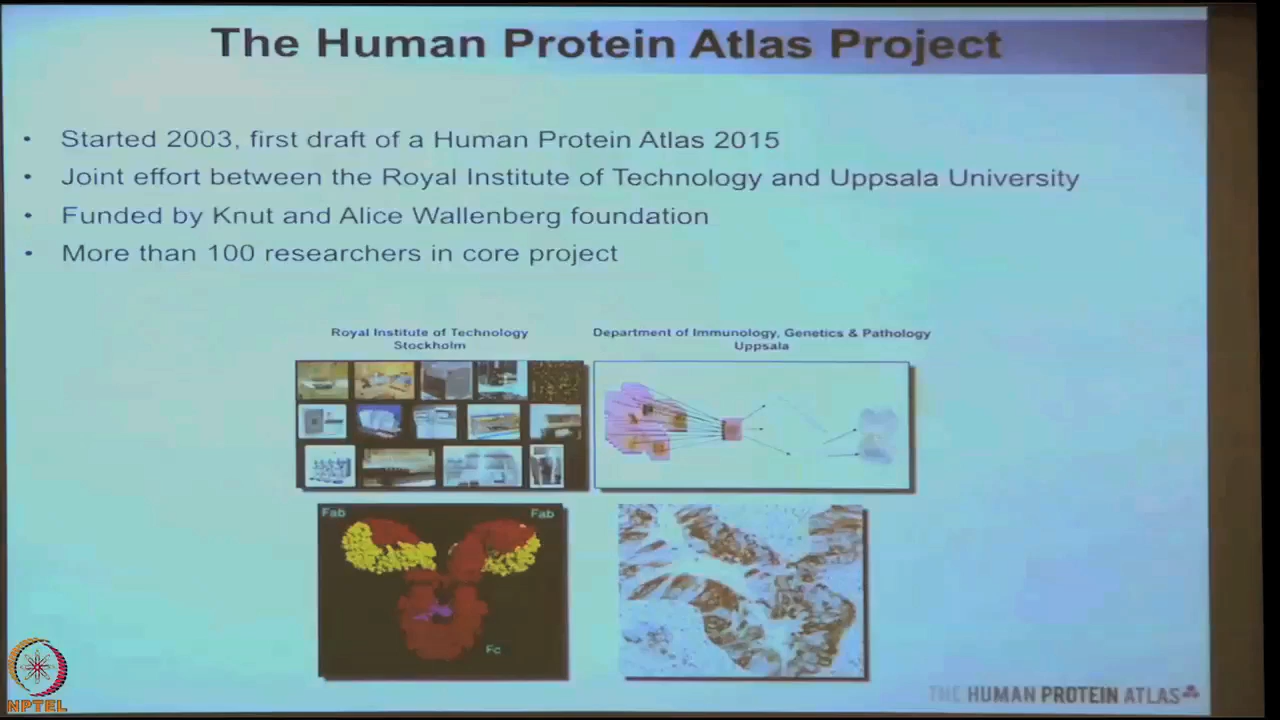 The Human Protein Atlas Project
• Started 2003, first draft of a Human Protein Atlas 2015
• Joint effort between the Royal Institute of Technology and Uppsala University
• Funded by Knut and Alice Wallenberg foundation
• More than 100 researchers in core project
Royal Institute of Technology
Stockholm
Department of Immunology, Genetics & Pathology
Uppsala
Fab
Fab
Fc
THE HUMAN PROTEIN ATLAS
NPTEL